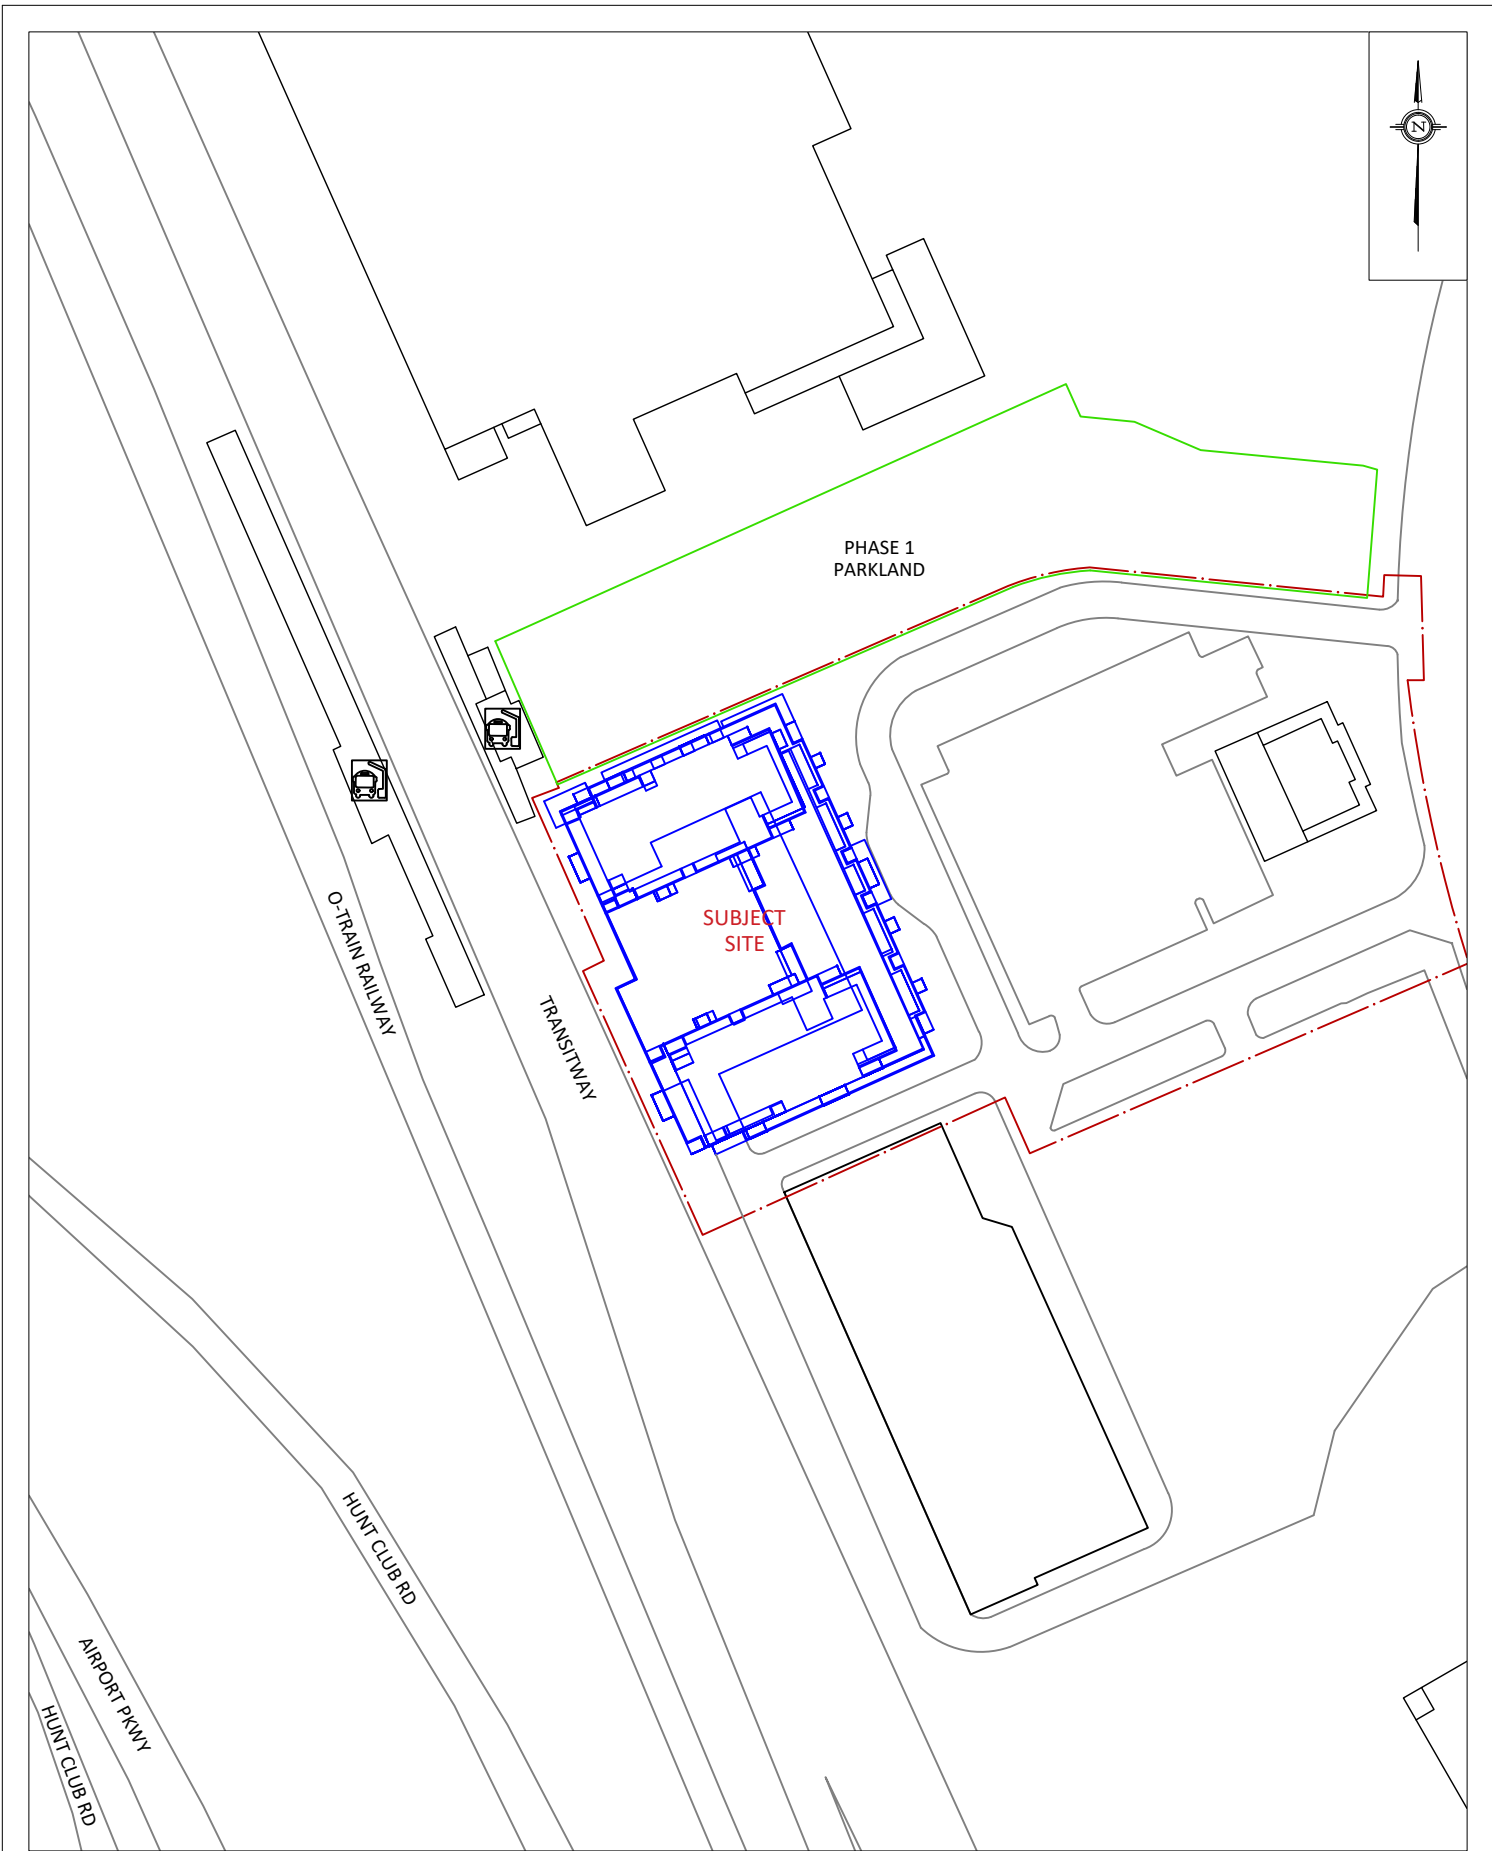 N
PHASE 1
PARKLAND
SUBJECT
SITE
O-TRAIN RAILWAY
TRANSITWAY
HUNT CLUB RD
AIRPORT PKWY
HUNT CLUB RD